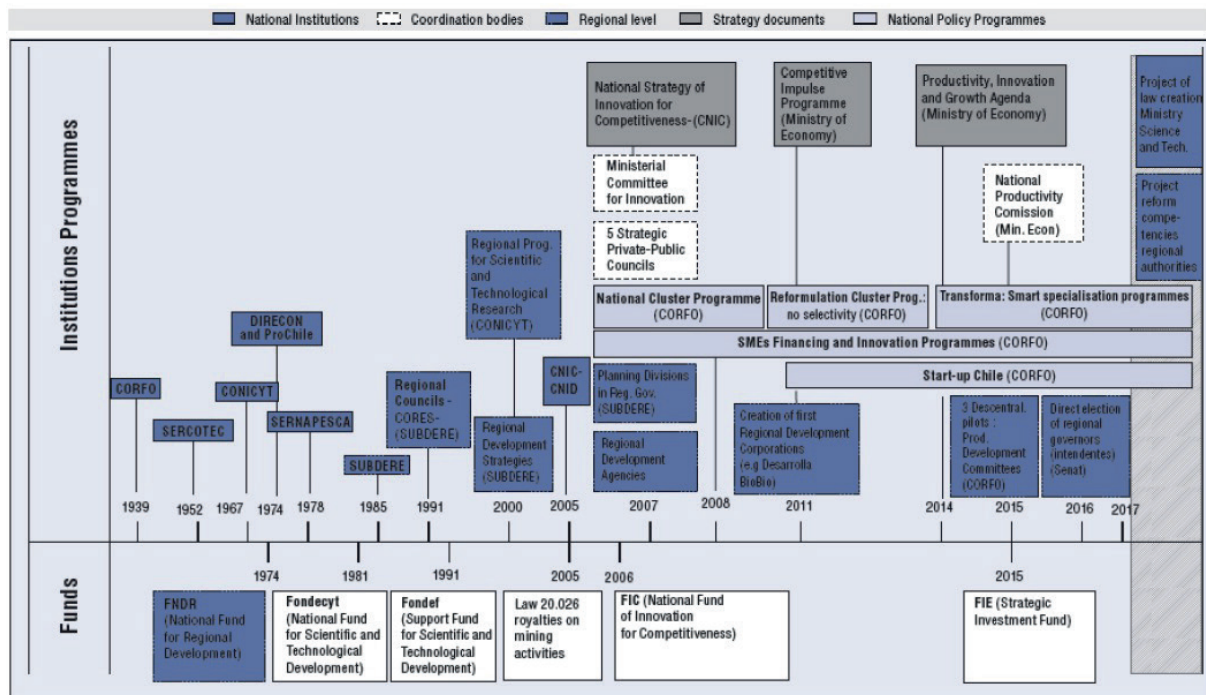 National Institutions
Coordination bodies
Regional level
Strategy documents
National Policy Programmes
Institutions Programmes
National Strategy of
Innovation for
Competitiveness-(CNIC)
Competitive
Impulse
Programme
(Ministry of
Economy)
Productivity, Innovation
and Growth Agenda
(Ministry of Economy)
Project of
law creation
Ministry
Science
and Tech.
Ministerial
Committee
for Innovation
National
Productivity
Comission
(Min. Econ)
Project
reform
compe-
tencies
regional
authorities
5 Strategic
Private-Public
Councils
Regional Prog.
for Scientific
and
Technological
Research
(CONICYT)
National Cluster Programme
(CORFO)
Reformulation Cluster Prog.:
no selectivity (CORFO)
Transforma: Smart specialisation programmes
(CORFO)
DIRECON
and ProChile
SMEs Financing and Innovation Programmes (CORFO)
CORFO
CONICYT
Regional
Councils -
CORES-
(SUBDERE)
CNIC-
CNID
Planning Divisions
in Reg. Gov.
(SUBDERE)
Start-up Chile (CORFO)
SERCOTEC
SERNAPESCA
SUBDERE
Regional
Development
Strategies
(SUBDERE)
Regional
Development
Agencies
Creation of first
Regional Development
Corporations
(e.g Desarrolla
BioBio)
3 Descentral.
pilots :
Prod.
Development
Committees
(CORFO)
Direct election
of regional
governors
(intendentes)
(Senat)
1939
1952
1967
1974
1978
1985
1991
2000
2005
2007
2008
2011
2014
2015
2016
2017
Funds
1974
1981
1991
2005
2006
2015
FNDR
(National Fund
for Regional
Development)
Fondecyt
(National Fund
for Scientific and
Technological
Development)
Fondef
(Support Fund
for Scientific and
Technological
Development)
Law 20.026
royalties on
mining
activities
FIC (National Fund
of Innovation
for Competitiveness)
FIE (Strategic
Investment Fund)